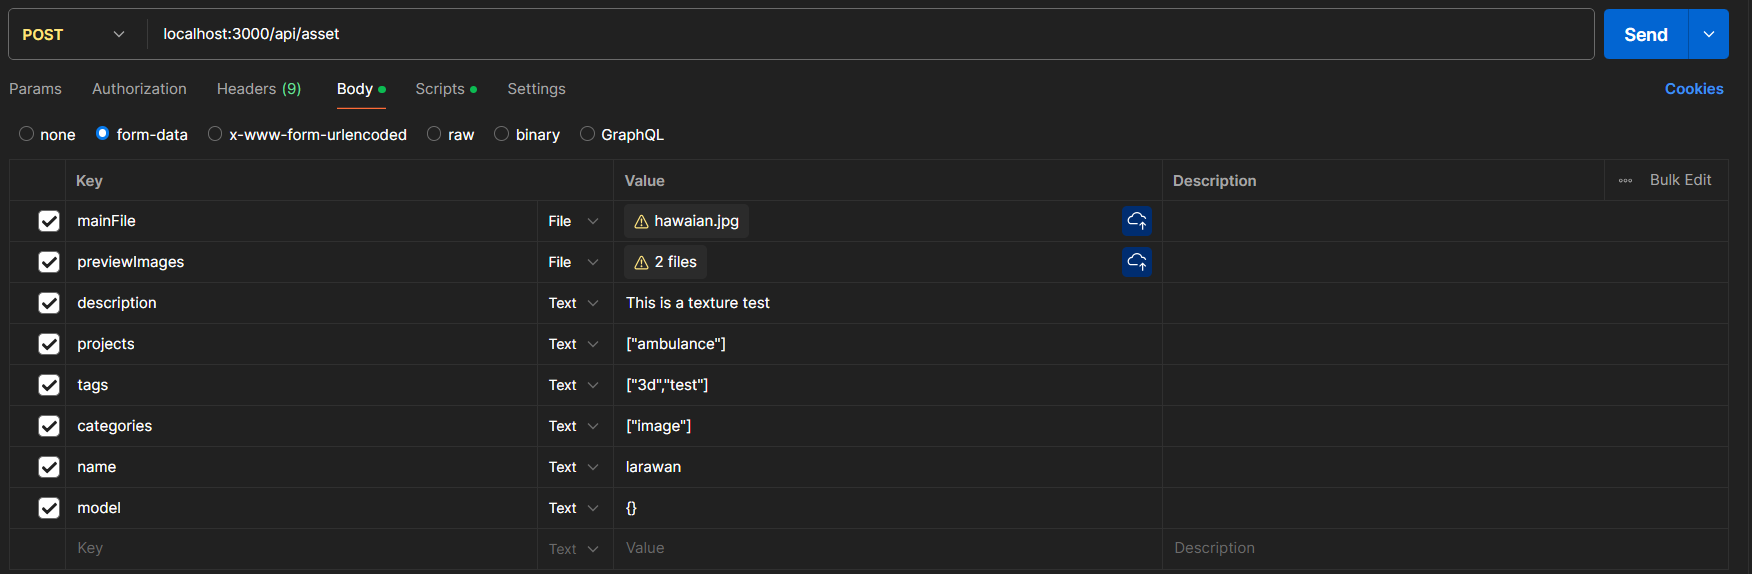 POST localhost:3000/api/asset Send
Params Authorization Headers (9) Body Scripts Settings Cookies
none form-data x-www-form-urlencoded raw binary GraphQL
Key Value Description Bulk Edit
mainFile File hawaian.jpg
previewImages File 2 files
description Text This is a texture test
projects Text ["ambulance"]
tags Text ["3d","test"]
categories Text ["image"]
name Text larawan
model Text {}
Key Text Value Description